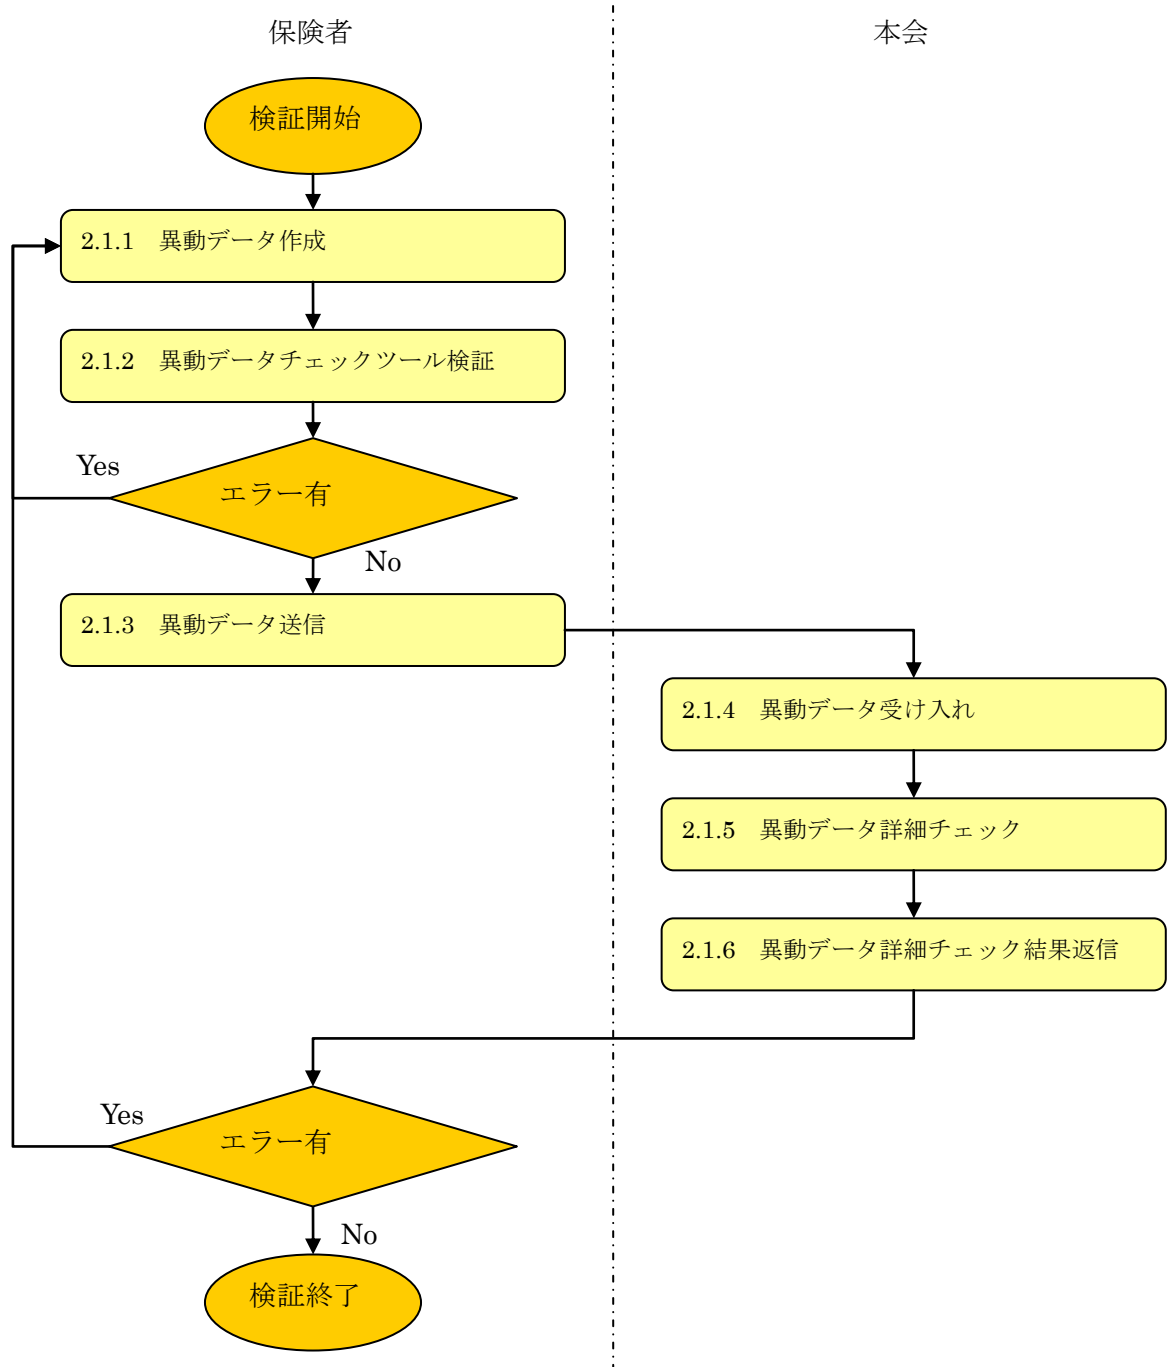 保険者
本会
検証開始
2.1.1　異動データ作成
2.1.2　異動データチェックツール検証
Yes
エラー有
No
2.1.3　異動データ送信
2.1.4　異動データ受け入れ
2.1.5　異動データ詳細チェック
2.1.6　異動データ詳細チェック結果返信
Yes
エラー有
No
検証終了